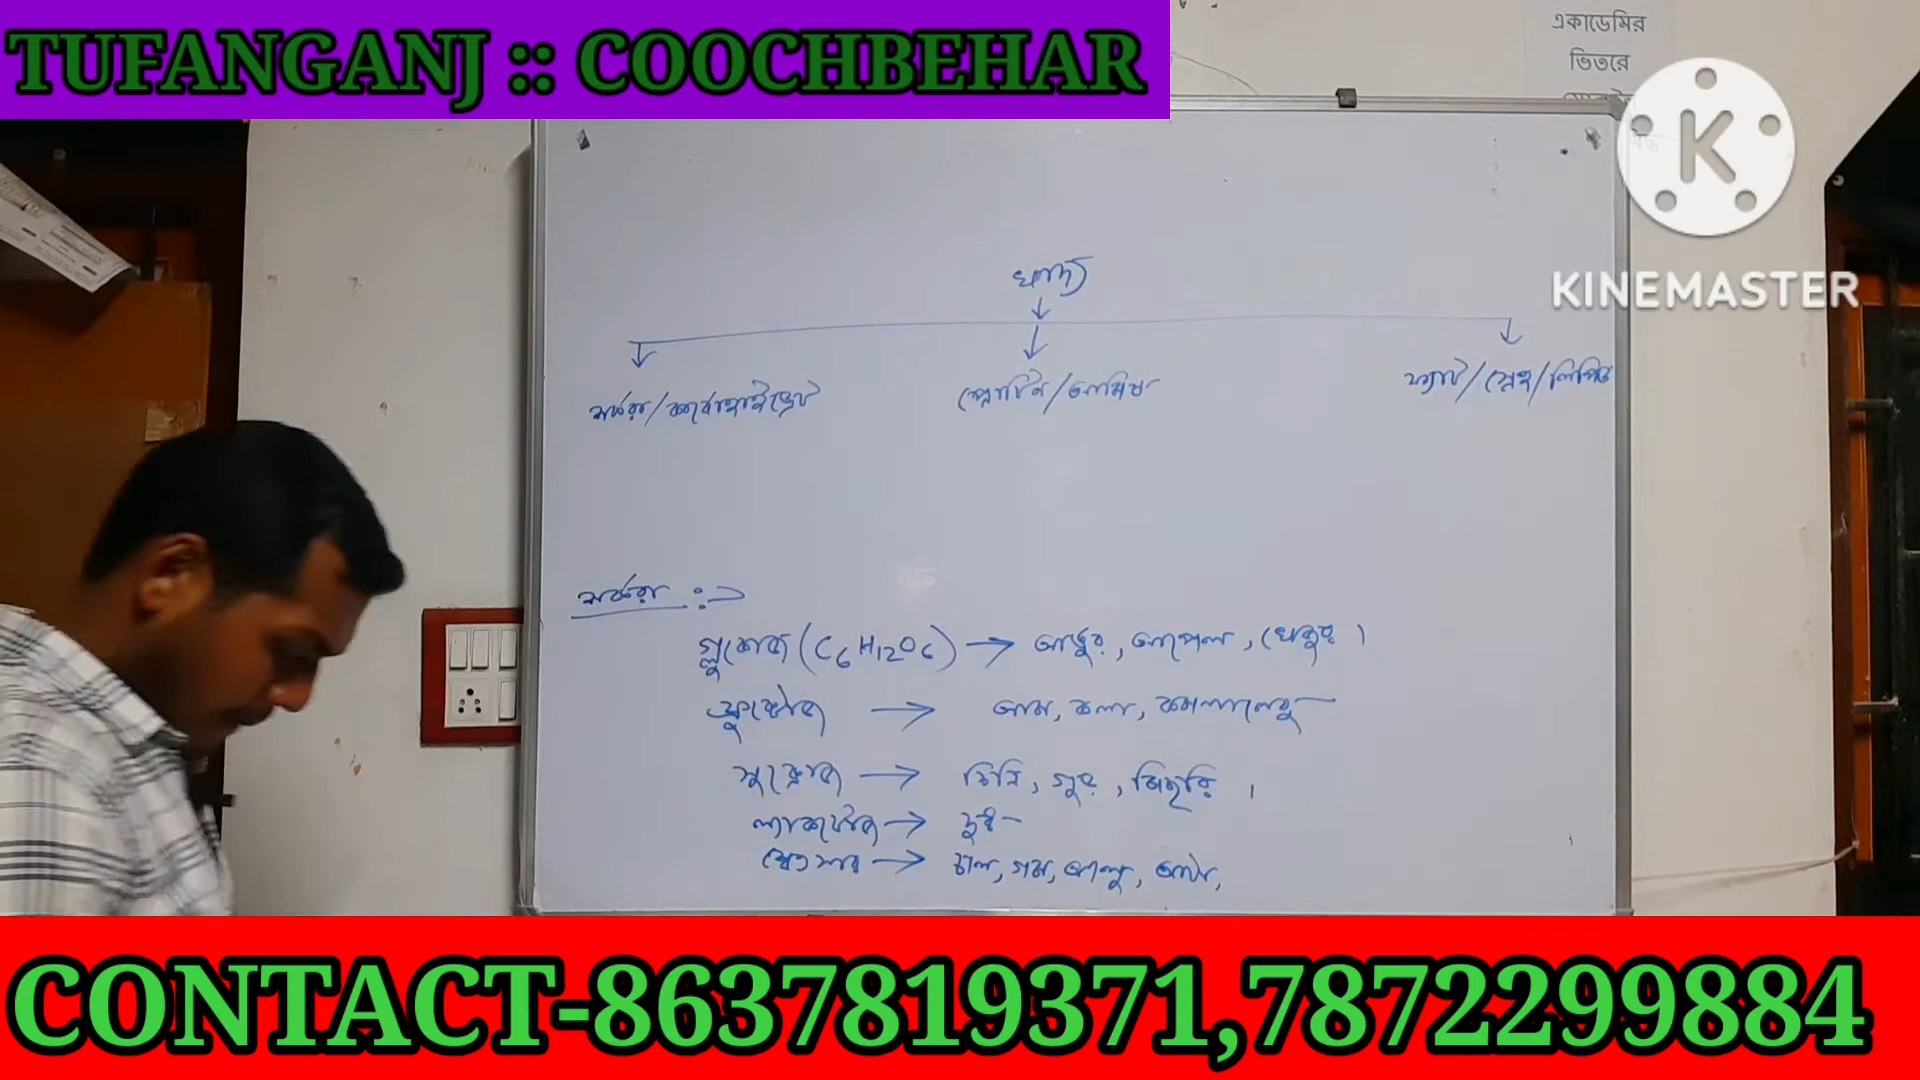 TUFANGANJ :: COOCHBEHAR
একাডেমির
ভিতরে
KINEMASTER
খাদ্য
শর্করা/কার্বোহাইড্রেট
প্রোটিন/আমিষ
ফ্যাট/স্নেহ/লিপিড
শর্করা :→
গ্লুকোজ (C6H12O6) → আঙুর, আপেল, খেজুর।
ফ্রুক্টোজ → আম, কলা, কমলালেবু
সুক্রোজ → চিনি, গুড়, মিছরি ।
ল্যাকটোজ → দুধ
শ্বেতসার → চাল, গম, আলু, আটা,
CONTACT-8637819371,7872299884